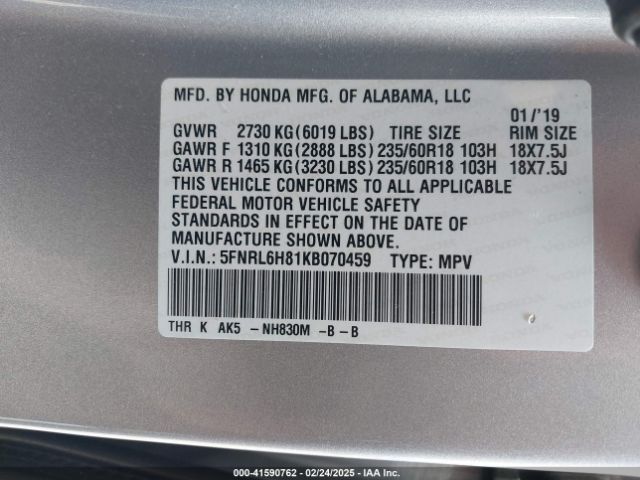 MFD. BY HONDA MFG. OF ALABAMA, LLC
01/'19
GVWR 2730 KG(6019 LBS) TIRE SIZE RIM SIZE
GAWR F 1310 KG(2888 LBS) 235/60R18 103H 18X7.5J
GAWR R 1465 KG(3230 LBS) 235/60R18 103H 18X7.5J
THIS VEHICLE CONFORMS TO ALL APPLICABLE
FEDERAL MOTOR VEHICLE SAFETY
STANDARDS IN EFFECT ON THE DATE OF
MANUFACTURE SHOWN ABOVE.
V.I.N.: 5FNRL6H81KB070459 TYPE: MPV
THR K AK5 - NH830M -B - B
000-41590762 - 02/24/2025 - IAA Inc.